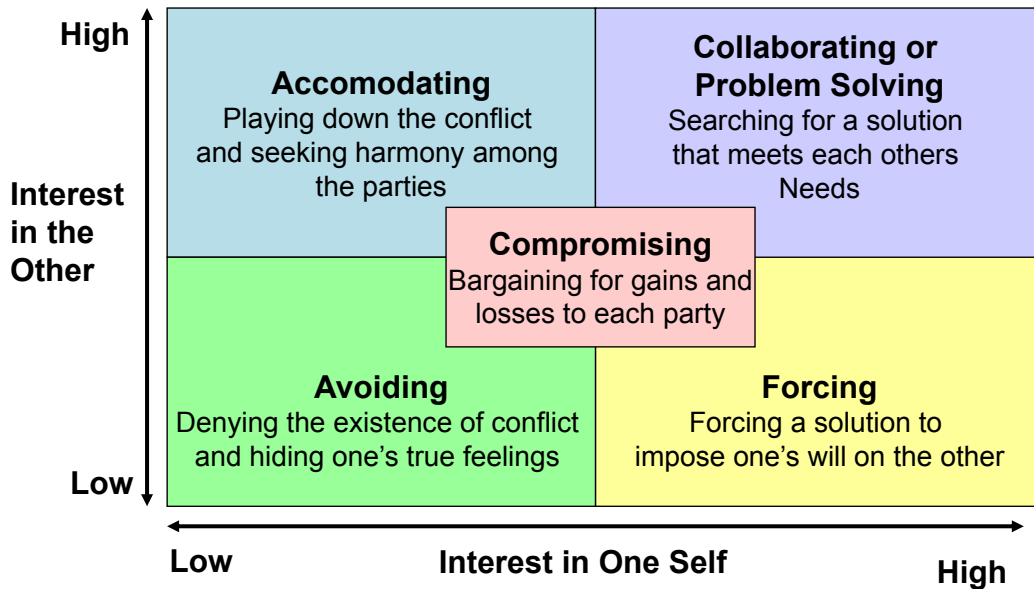 High
Interest
in the
Other
Low
Accomodating
Playing down the conflict
and seeking harmony among
the parties
Collaborating or
Problem Solving
Searching for a solution
that meets each others
Needs
Compromising
Bargaining for gains and
losses to each party
Avoiding
Denying the existence of conflict
and hiding one’s true feelings
Forcing
Forcing a solution to
impose one’s will on the other
Low
Interest in One Self
High